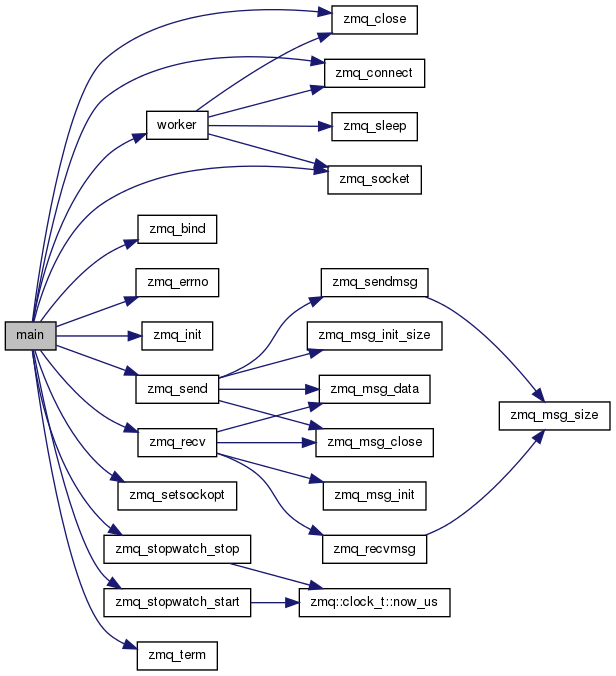 zmq_close
zmq_connect
worker
zmq_sleep
zmq_socket
zmq_bind
zmq_errno
zmq_sendmsg
main
zmq_init
zmq_msg_init_size
zmq_send
zmq_msg_data
zmq_msg_size
zmq_recv
zmq_msg_close
zmq_setsockopt
zmq_msg_init
zmq_stopwatch_stop
zmq_recvmsg
zmq_stopwatch_start
zmq::clock_t::now_us
zmq_term